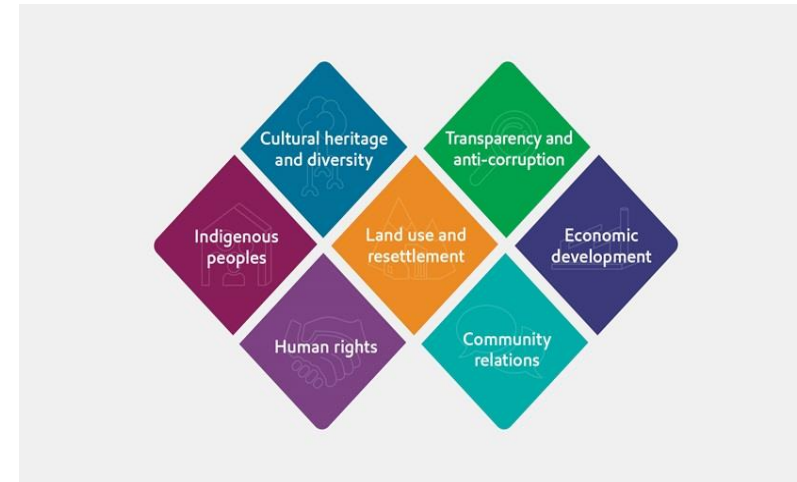 Cultural heritage
and diversity
Transparency and
anti-corruption
Indigenous
peoples
Land use and
resettlement
Economic
development
Human rights
Community
relations